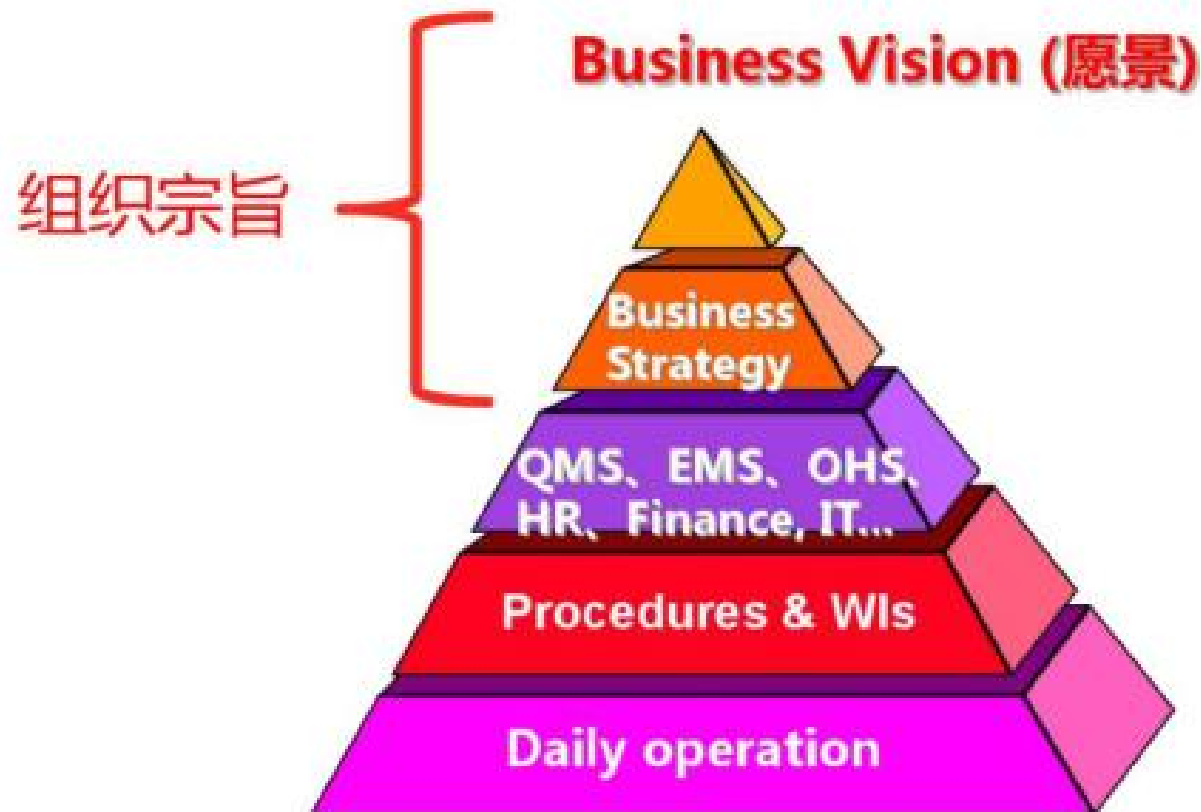 Business Vision (愿景)
组织宗旨
Business
Strategy
QMS、EMS、OHS、
HR、Finance, IT...
Procedures & WIs
Daily operation